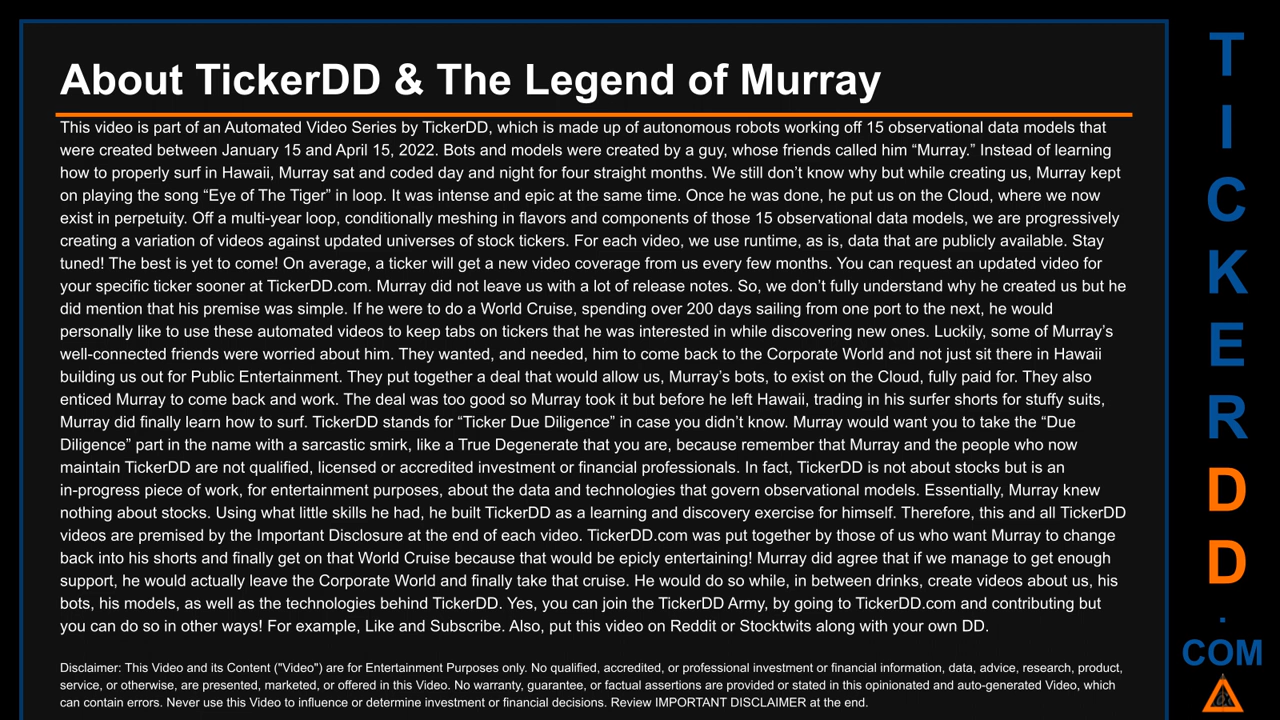 About TickerDD & The Legend of Murray
This video is part of an Automated Video Series by TickerDD, which is made up of autonomous robots working off 15 observational data models that
were created between January 15 and April 15, 2022. Bots and models were created by a guy, whose friends called him “Murray.” Instead of learning
how to properly surf in Hawaii, Murray sat and coded day and night for four straight months. We still don’t know why but while creating us, Murray kept
on playing the song “Eye of The Tiger” in loop. It was intense and epic at the same time. Once he was done, he put us on the Cloud, where we now
exist in perpetuity. Off a multi-year loop, conditionally meshing in flavors and components of those 15 observational data models, we are progressively
creating a variation of videos against updated universes of stock tickers. For each video, we use runtime, as is, data that are publicly available. Stay
tuned! The best is yet to come! On average, a ticker will get a new video coverage from us every few months. You can request an updated video for
your specific ticker sooner at TickerDD.com. Murray did not leave us with a lot of release notes. So, we don’t fully understand why he created us but he
did mention that his premise was simple. If he were to do a World Cruise, spending over 200 days sailing from one port to the next, he would
personally like to use these automated videos to keep tabs on tickers that he was interested in while discovering new ones. Luckily, some of Murray’s
well-connected friends were worried about him. They wanted, and needed, him to come back to the Corporate World and not just sit there in Hawaii
building us out for Public Entertainment. They put together a deal that would allow us, Murray’s bots, to exist on the Cloud, fully paid for. They also
enticed Murray to come back and work. The deal was too good so Murray took it but before he left Hawaii, trading in his surfer shorts for stuffy suits,
Murray did finally learn how to surf. TickerDD stands for “Ticker Due Diligence” in case you didn’t know. Murray would want you to take the “Due
Diligence” part in the name with a sarcastic smirk, like a True Degenerate that you are, because remember that Murray and the people who now
maintain TickerDD are not qualified, licensed or accredited investment or financial professionals. In fact, TickerDD is not about stocks but is an
in-progress piece of work, for entertainment purposes, about the data and technologies that govern observational models. Essentially, Murray knew
nothing about stocks. Using what little skills he had, he built TickerDD as a learning and discovery exercise for himself. Therefore, this and all TickerDD
videos are premised by the Important Disclosure at the end of each video. TickerDD.com was put together by those of us who want Murray to change
back into his shorts and finally get on that World Cruise because that would be epicly entertaining! Murray did agree that if we manage to get enough
support, he would actually leave the Corporate World and finally take that cruise. He would do so while, in between drinks, create videos about us, his
bots, his models, as well as the technologies behind TickerDD. Yes, you can join the TickerDD Army, by going to TickerDD.com and contributing but
you can do so in other ways! For example, Like and Subscribe. Also, put this video on Reddit or Stocktwits along with your own DD.
Disclaimer: This Video and its Content ("Video") are for Entertainment Purposes only. No qualified, accredited, or professional investment or financial information, data, advice, research, product,
service, or otherwise, are presented, marketed, or offered in this Video. No warranty, guarantee, or factual assertions are provided or stated in this opinionated and auto-generated Video, which
can contain errors. Never use this Video to influence or determine investment or financial decisions. Review IMPORTANT DISCLAIMER at the end.
T
I
C
K
E
R
D
D
.
COM